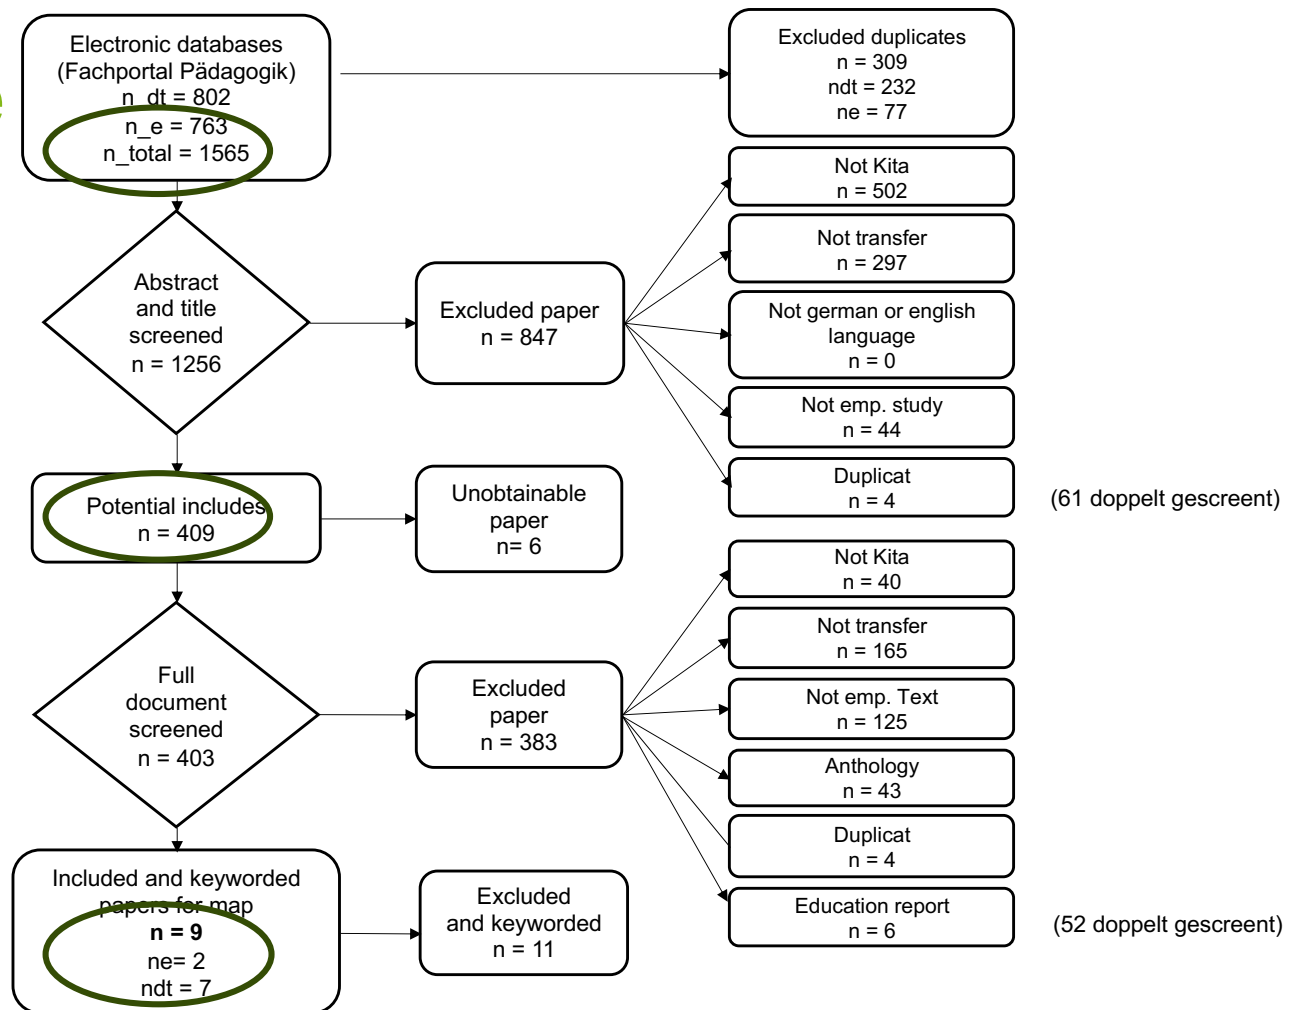 Electronic databases
(Fachportal Pädagogik)
n_dt = 802
n_e = 763
n_total = 1565
Excluded duplicates
n = 309
ndt = 232
ne = 77
Abstract
and title
screened
n = 1256
Excluded paper
n = 847
Not Kita
n = 502
Not transfer
n = 297
Not german or english
language
n = 0
Not emp. study
n = 44
Duplicat
n = 4
(61 doppelt gescreent)
Potential includes
n = 409
Unobtainable
paper
n= 6
Full
document
screened
n = 403
Excluded
paper
n = 383
Not Kita
n = 40
Not transfer
n = 165
Not emp. Text
n = 125
Anthology
n = 43
Duplicat
n = 4
Education report
n = 6
(52 doppelt gescreent)
Included and keyworded
papers for map
n = 9
ne= 2
ndt = 7
Excluded
and keyworded
n = 11